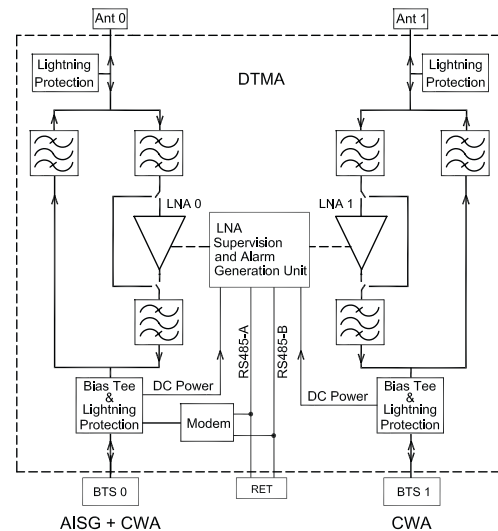 Ant 0
Ant 1
Lightning
Protection
DTMA
Lightning
Protection
LNA 0
LNA 1
LNA
Supervision
and Alarm
Generation Unit
RS485-A
RS485-B
DC Power
DC Power
Bias Tee
&
Lightning
Protection
Modem
Bias Tee
&
Lightning
Protection
BTS 0
RET
BTS 1
AISG + CWA
CWA